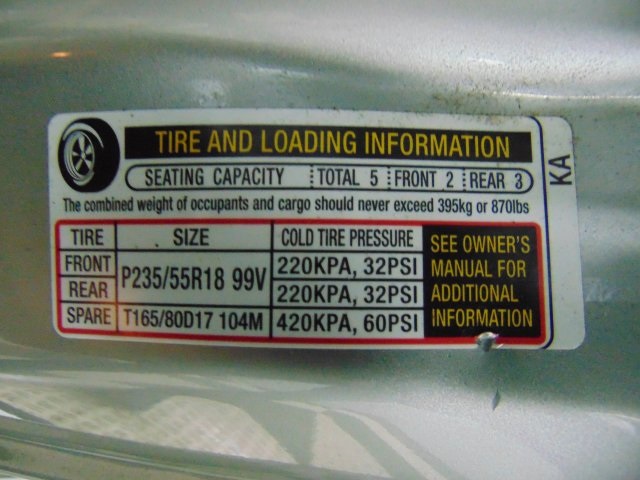 TIRE AND LOADING INFORMATION
SEATING CAPACITY TOTAL 5 FRONT 2 REAR 3
The combined weight of occupants and cargo should never exceed 395kg or 870lbs
TIRE SIZE COLD TIRE PRESSURE SEE OWNER'S MANUAL FOR ADDITIONAL INFORMATION
FRONT P235/55R18 99V 220KPA, 32PSI
REAR 220KPA, 32PSI
SPARE T165/80D17 104M 420KPA, 60PSI
KA